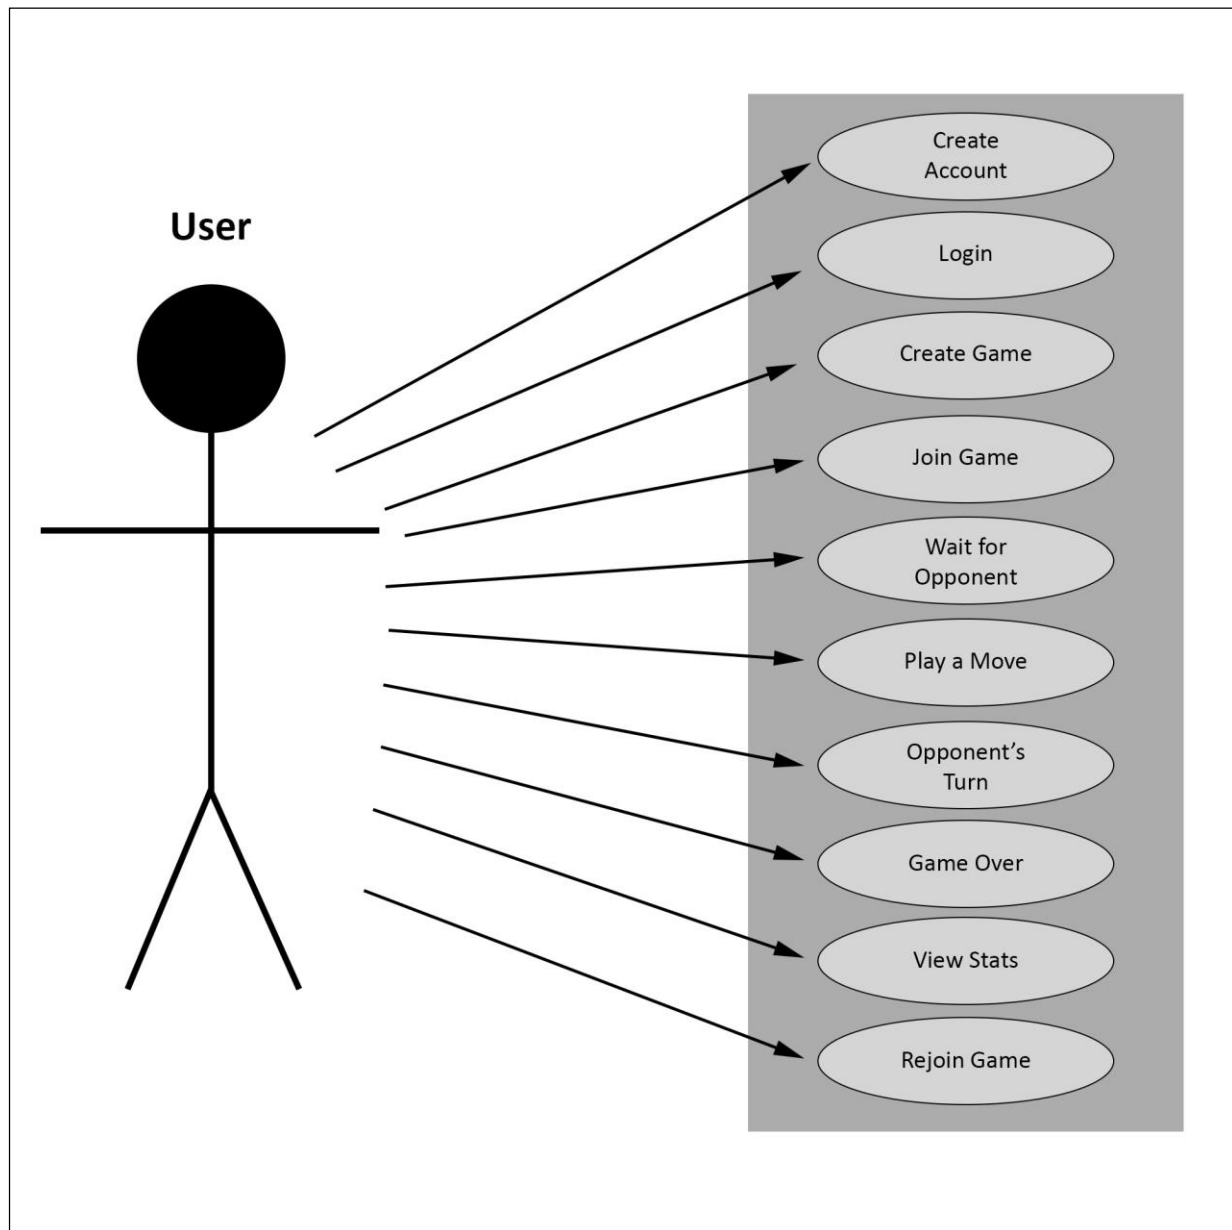 User
Create
Account
Login
Create Game
Join Game
Wait for
Opponent
Play a Move
Opponent’s
Turn
Game Over
View Stats
Rejoin Game